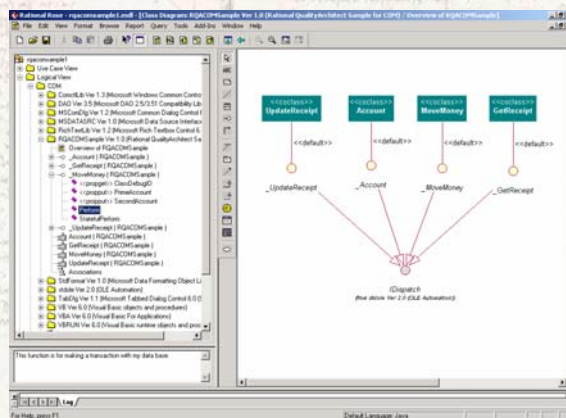 Rational Rose - rqacomsample1.mdl - [Class Diagram: RQACOMSample Ver 1.0 (Rational QualityArchitect Sample for COM) / Overview of RQACOMSample]
File Edit View Format Browse Report Query Tools Add-Ins Window Help
rqacomsample1
Use Case View
Logical View
COM
ComctlLib Ver 1.3 (Microsoft Windows Common Control
DAO Ver 3.5 (Microsoft DAO 2.5/3.51 Compatibility Lib
MSComDlg Ver 1.2 (Microsoft Common Dialog Control
MSDATASRC Ver 1.0 (Microsoft Data Source Interface
RichTextLib Ver 1.2 (Microsoft Rich Textbox Control 6.
RQACOMSample Ver 1.0 (Rational QualityArchitect Sa
Overview of RQACOMSample
_Account ( RQACOMSample )
_GetReceipt ( RQACOMSample )
_MoveMoney ( RQACOMSample )
<<propget>> ClassDebugID
<<propput>> PrimeAccount
<<propput>> SecondAccount
Perform
StatefulPerform
_UpdateReceipt ( RQACOMSample )
Account ( RQACOMSample )
GetReceipt ( RQACOMSample )
MoveMoney ( RQACOMSample )
UpdateReceipt ( RQACOMSample )
Associations
StdFormat Ver 1.0 (Microsoft Data Formatting Object Li
stdole Ver 2.0 (OLE Automation)
TabDlg Ver 1.1 (Microsoft Tabbed Dialog Control 6.0 (S
VB Ver 6.0 (Visual Basic objects and procedures)
VBA Ver 6.0 (Visual Basic For Applications)
VBRUN Ver 6.0 (Visual Basic runtime objects and proc
This function is for making a transaction with my data base
<<coclass>> <<coclass>> <<coclass>> <<coclass>>
UpdateReceipt Account MoveMoney GetReceipt
<<default>> <<default>> <<default>> <<default>>
_UpdateReceipt _Account _MoveMoney _GetReceipt
IDispatch
(from stdole Ver 2.0 (OLE Automation))
Log
For Help, press F1
Default Language: Java